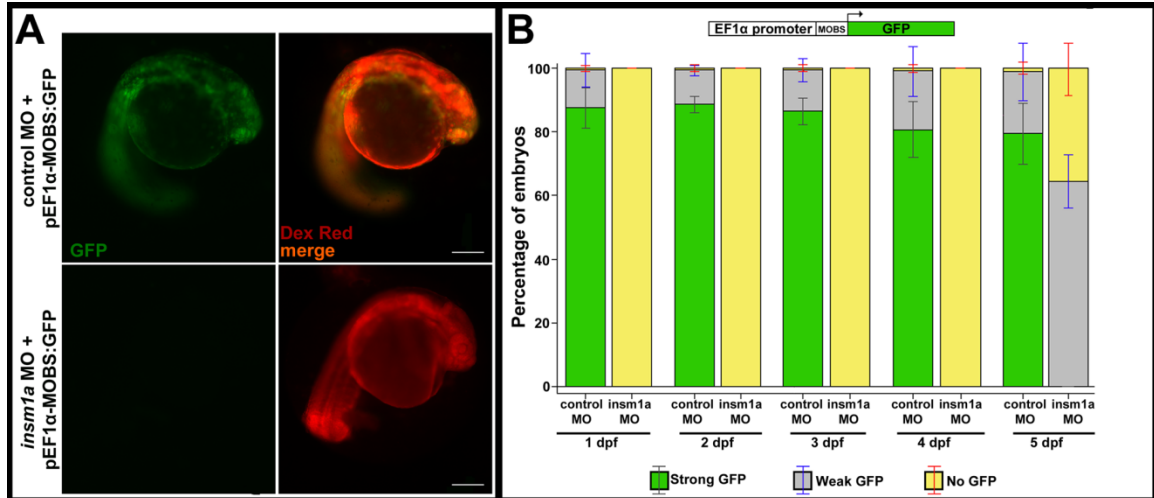 A
control MO +
pEF1α-MOBS:GFP
GFP
Dex Red
merge
insm1a MO +
pEF1α-MOBS:GFP
B
EF1α promoter MOBS GFP
Percentage of embryos
100
80
60
40
20
0
control insm1a control insm1a control insm1a control insm1a control insm1a
MO MO MO MO MO MO MO MO MO MO
1 dpf 2 dpf 3 dpf 4 dpf 5 dpf
Strong GFP Weak GFP No GFP